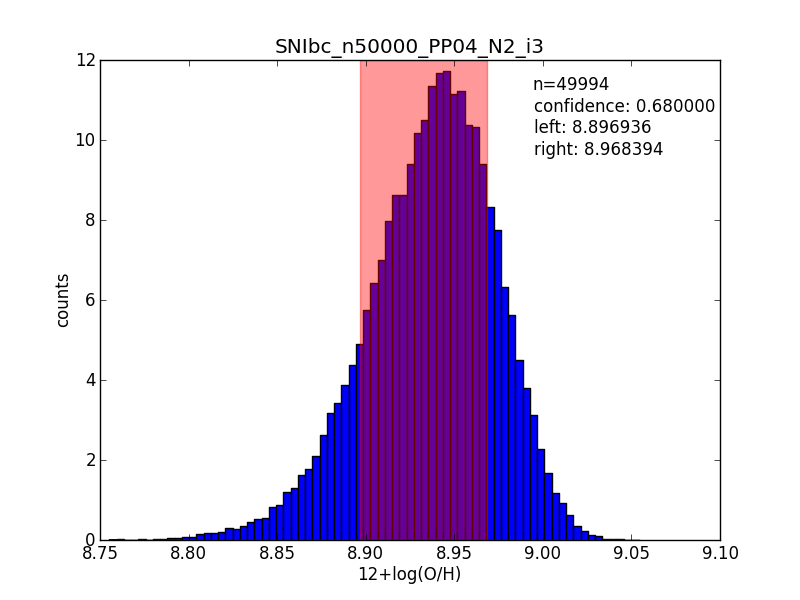 SNIbc_n50000_PP04_N2_i3
12
10
8
6
4
2
0
counts
n=49994
confidence: 0.680000
left: 8.896936
right: 8.968394
8.75 8.80 8.85 8.90 8.95 9.00 9.05 9.10
12+log(O/H)